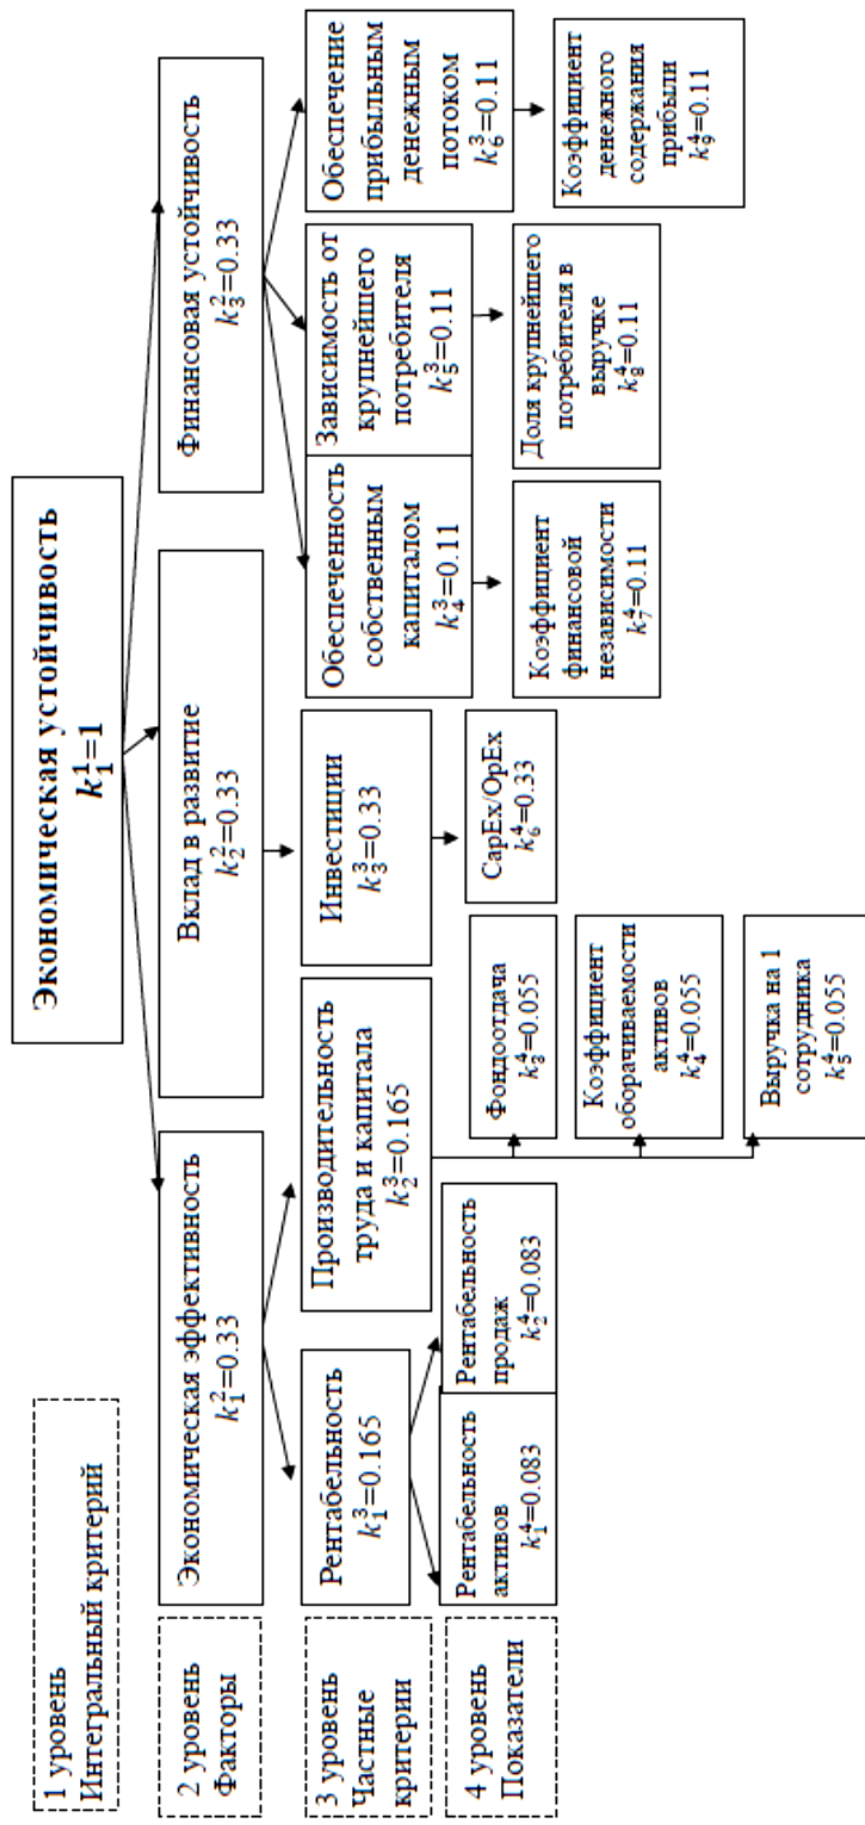 Экономическая устойчивость
k₁¹=1
1 уровень
Интегральный критерий
2 уровень
Факторы
Экономическая эффективность
k₁²=0.33
Вклад в развитие
k₂²=0.33
Финансовая устойчивость
k₃²=0.33
3 уровень
Частные
критерии
Рентабельность
k₁³=0.165
Производительность
труда и капитала
k₂³=0.165
Инвестиции
k₃³=0.33
Обеспеченность
собственным
капиталом
k₄³=0.11
Зависимость от
крупнейшего
потребителя
k₅³=0.11
Обеспечение
прибыльным
денежным
потоком
k₆³=0.11
4 уровень
Показатели
Рентабельность
активов
k₁⁴=0.083
Рентабельность
продаж
k₂⁴=0.083
Фондоотдача
k₃⁴=0.055
Коэффициент
оборачиваемости
активов
k₄⁴=0.055
Выручка на 1
сотрудника
k₅⁴=0.055
CapEx/OpEx
k₆⁴=0.33
Коэффициент
финансовой
независимости
k₇⁴=0.11
Доля крупнейшего
потребителя в
выручке
k₈⁴=0.11
Коэффициент
денежного
содержания
прибыли
k₉⁴=0.11